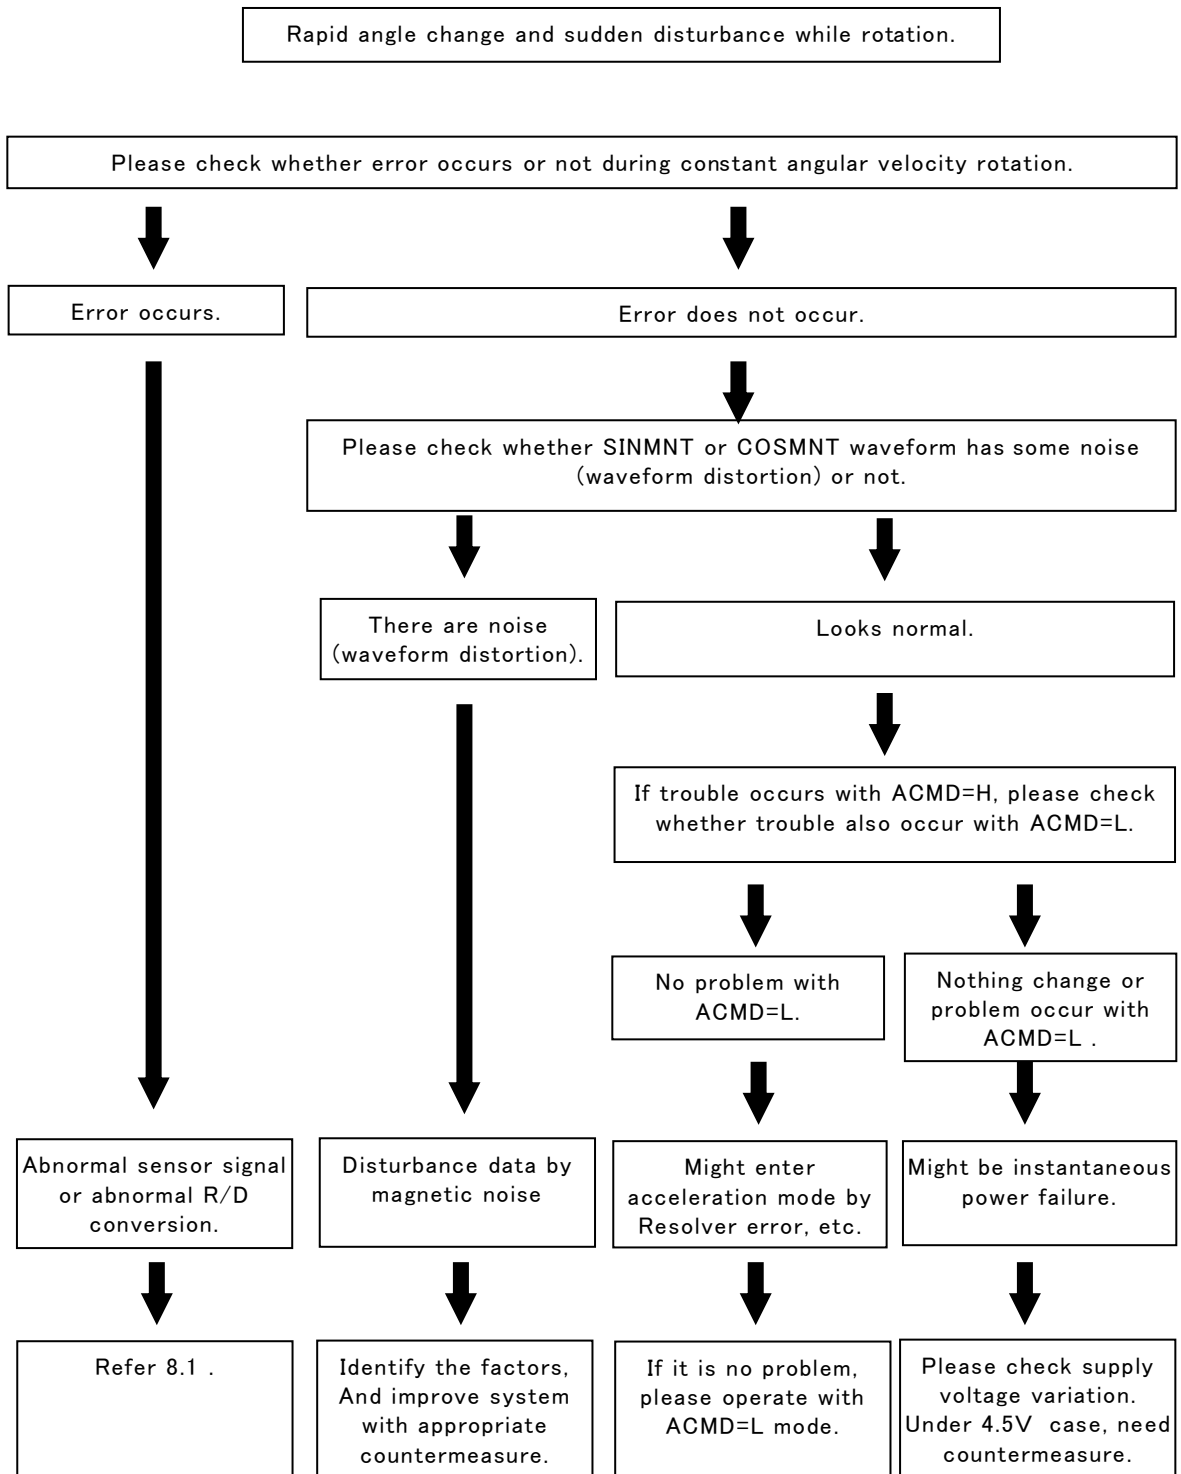 Rapid angle change and sudden disturbance while rotation.
Please check whether error occurs or not during constant angular velocity rotation.
Error occurs.
Error does not occur.
Please check whether SINMNT or COSMNT waveform has some noise
(waveform distortion) or not.
There are noise
(waveform distortion).
Looks normal.
If trouble occurs with ACMD=H, please check
whether trouble also occur with ACMD=L.
No problem with
ACMD=L.
Nothing change or
problem occur with
ACMD=L .
Abnormal sensor signal
or abnormal R/D
conversion.
Disturbance data by
magnetic noise
Might enter
acceleration mode by
Resolver error, etc.
Might be instantaneous
power failure.
Refer 8.1 .
Identify the factors,
And improve system
with appropriate
countermeasure.
If it is no problem,
please operate with
ACMD=L mode.
Please check supply
voltage variation.
Under 4.5V case, need
countermeasure.